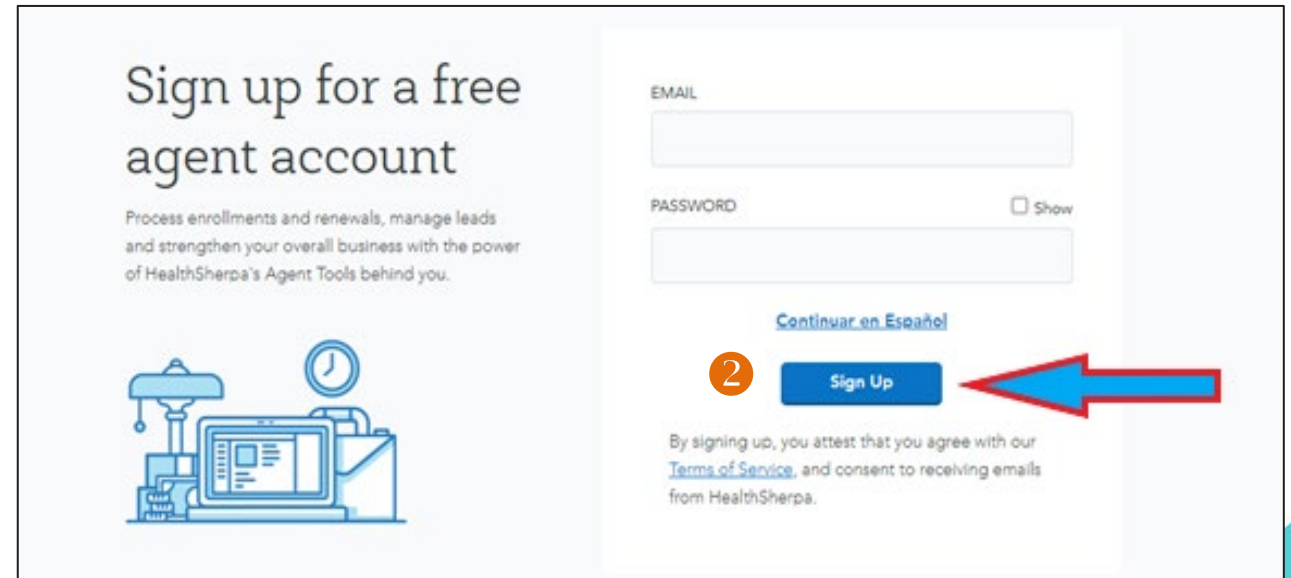 Sign up for a free
agent account
Process enrollments and renewals, manage leads
and strengthen your overall business with the power
of HealthSherpa's Agent Tools behind you.
EMAIL
PASSWORD
Show
Continuar en Español
2
Sign Up
By signing up, you attest that you agree with our
Terms of Service, and consent to receiving emails
from HealthSherpa.